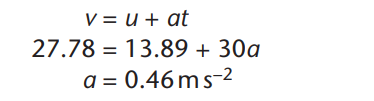 v = u + at
27.78 = 13.89 + 30a
a = 0.46 m s⁻²